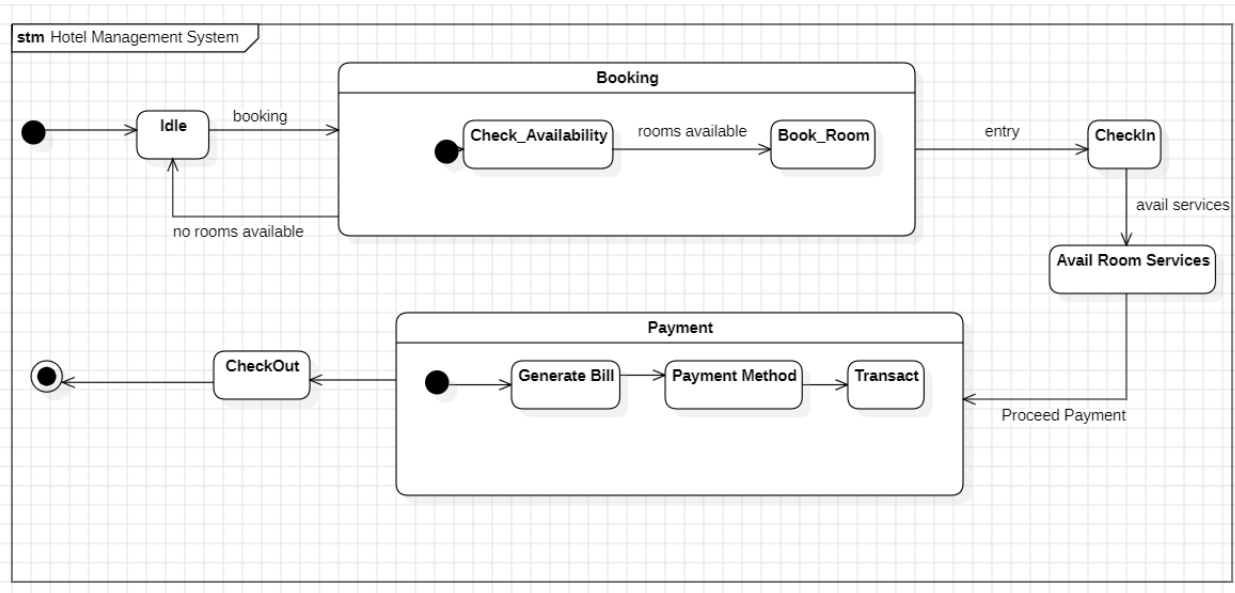 stm Hotel Management System
Booking
Idle
booking
Check_Availability
rooms available
Book_Room
entry
CheckIn
no rooms available
avail services
Avail Room Services
Payment
CheckOut
Generate Bill
Payment Method
Transact
Proceed Payment